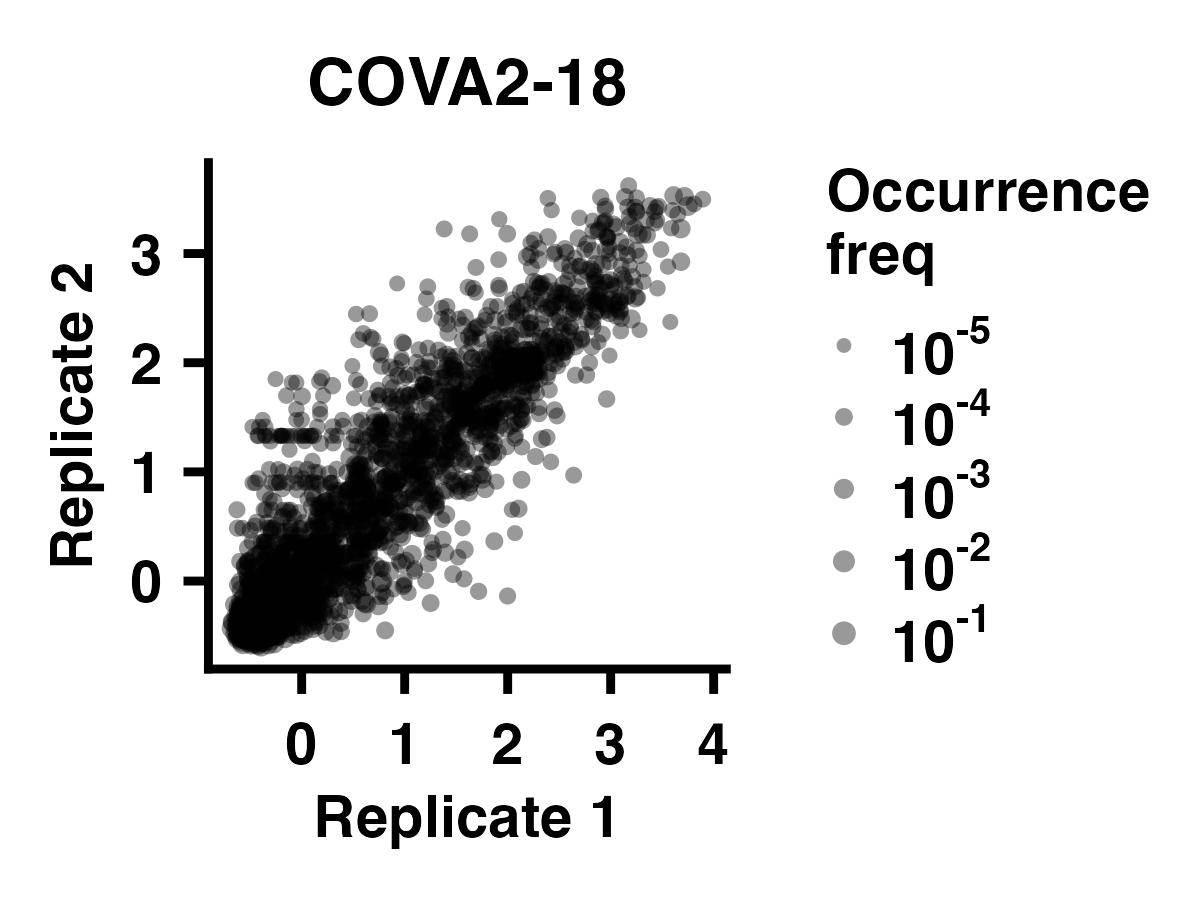 COVA2-18
Replicate 2
3
2
1
0
0 1 2 3 4
Replicate 1
Occurrence
freq
10⁻⁵
10⁻⁴
10⁻³
10⁻²
10⁻¹